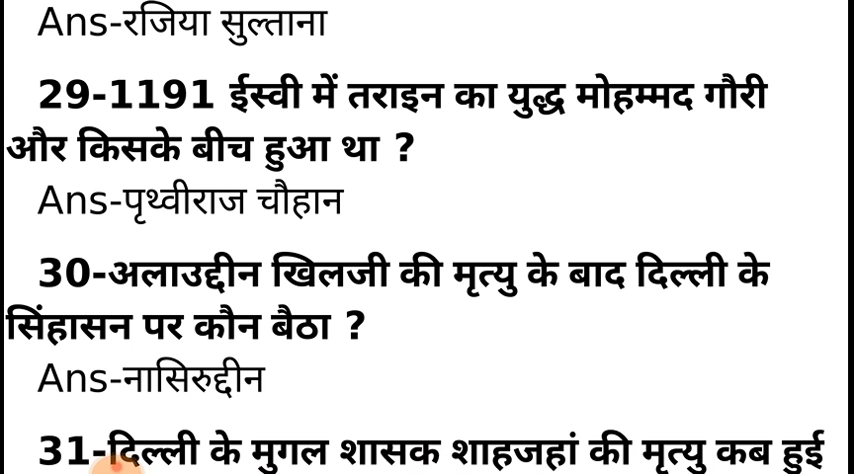 Ans-रजिया सुल्ताना
29-1191 ईस्वी में तराइन का युद्ध मोहम्मद गौरी
और किसके बीच हुआ था ?
Ans-पृथ्वीराज चौहान
30-अलाउद्दीन खिलजी की मृत्यु के बाद दिल्ली के
सिंहासन पर कौन बैठा ?
Ans-नासिरुद्दीन
31-दिल्ली के मुगल शासक शाहजहां की मृत्यु कब हुई